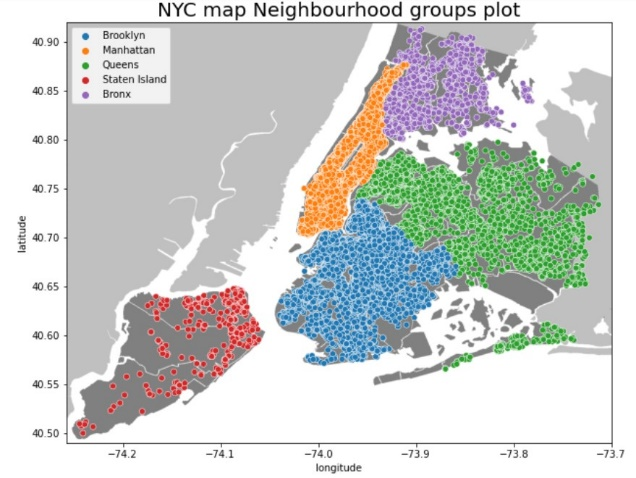 NYC map Neighbourhood groups plot
Brooklyn
Manhattan
Queens
Staten Island
Bronx
40.90
40.85
40.80
40.75
40.70
40.65
40.60
40.55
40.50
latitude
−74.2 −74.1 −74.0 −73.9 −73.8 −73.7
longitude